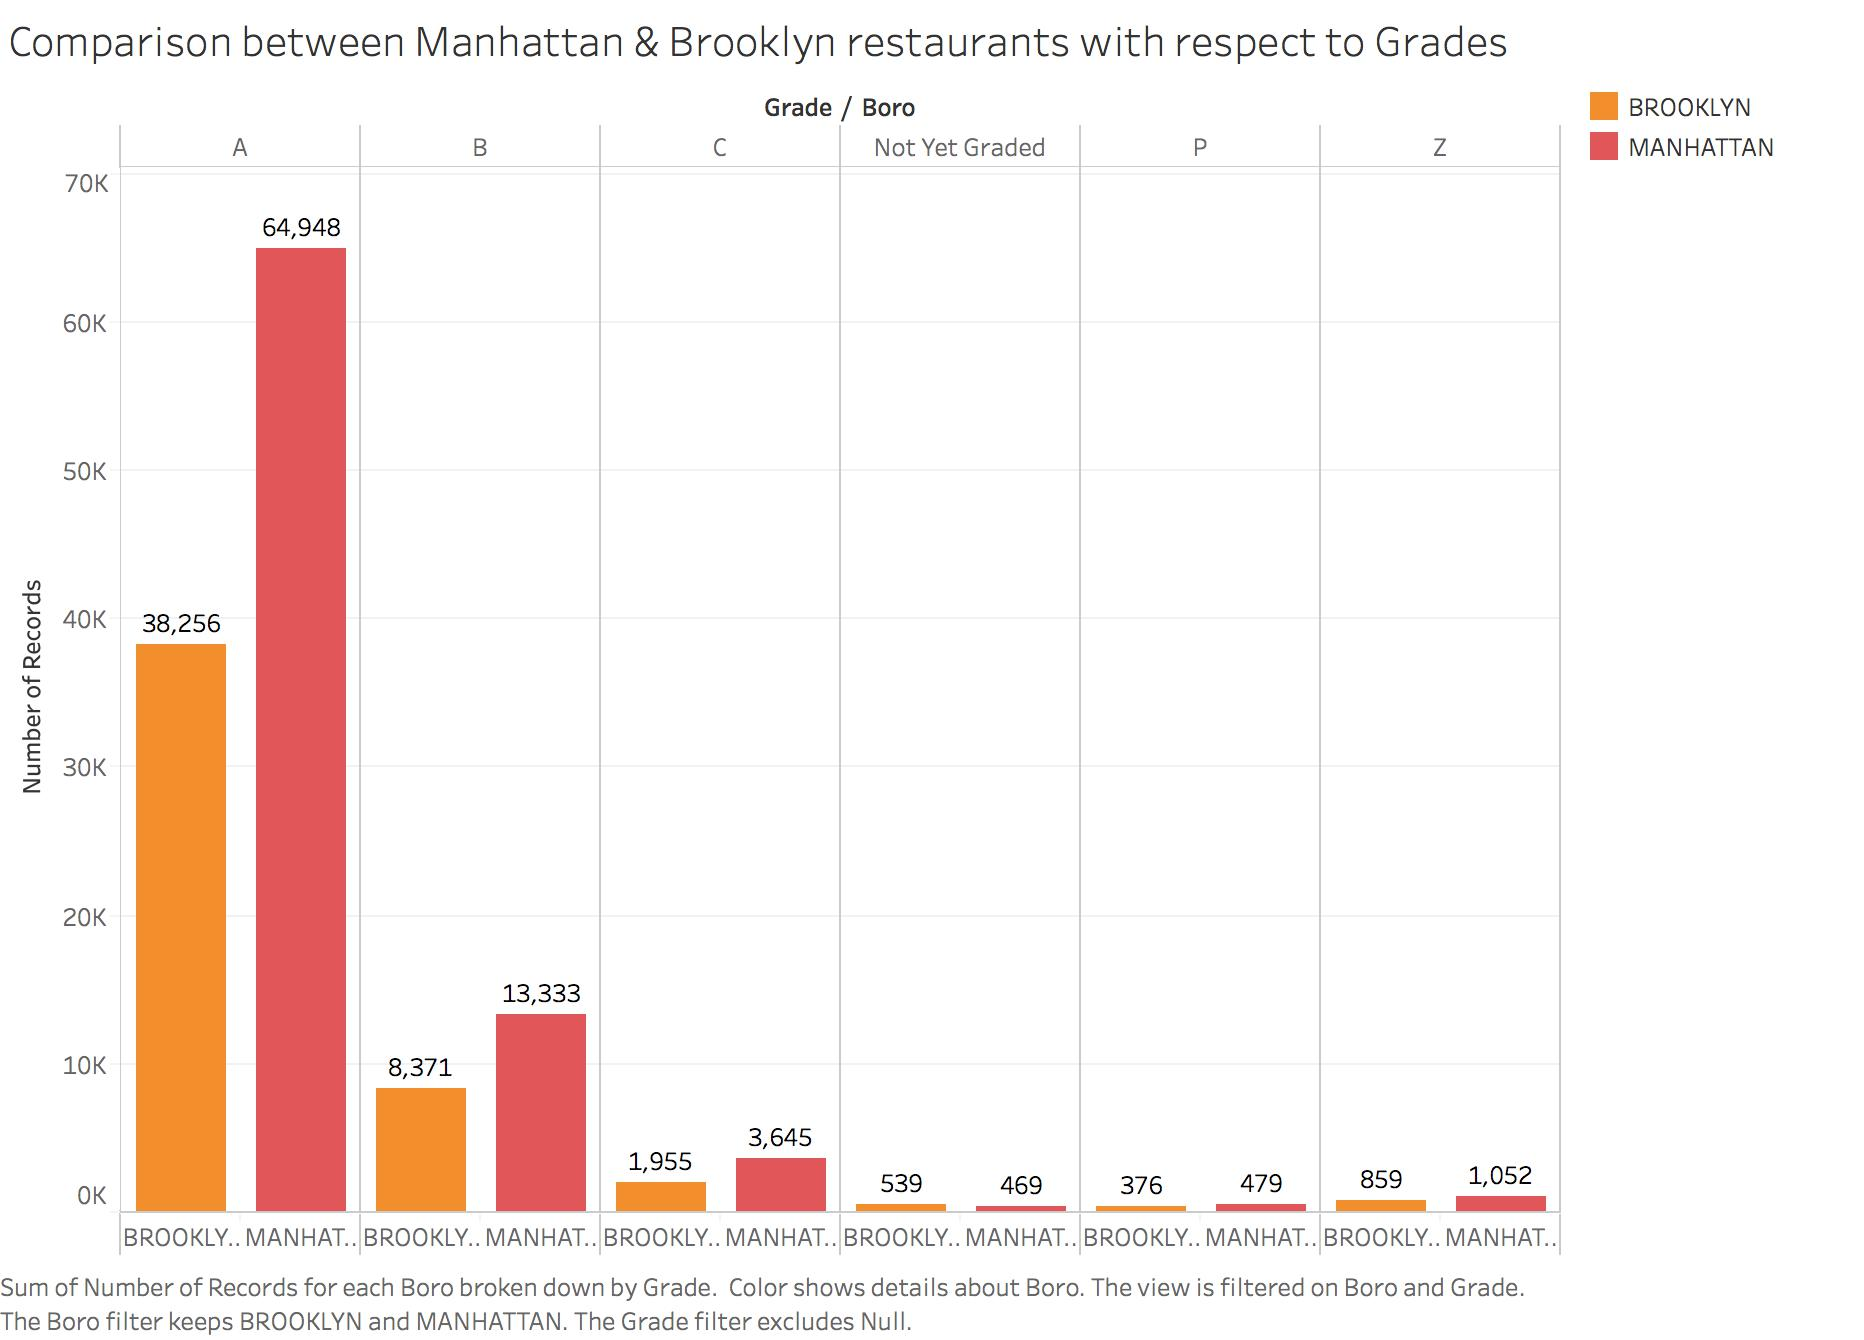 Comparison between Manhattan & Brooklyn restaurants with respect to Grades
Grade / Boro
BROOKLYN
MANHATTAN
A B C Not Yet Graded P Z
70K
60K
50K
40K
30K
20K
10K
0K
Number of Records
64,948
38,256
13,333
8,371
3,645
1,955
539
469
376
479
859
1,052
BROOKLY.. MANHAT.. BROOKLY.. MANHAT.. BROOKLY.. MANHAT.. BROOKLY.. MANHAT.. BROOKLY.. MANHAT.. BROOKLY.. MANHAT..
Sum of Number of Records for each Boro broken down by Grade.  Color shows details about Boro. The view is filtered on Boro and Grade.
The Boro filter keeps BROOKLYN and MANHATTAN. The Grade filter excludes Null.